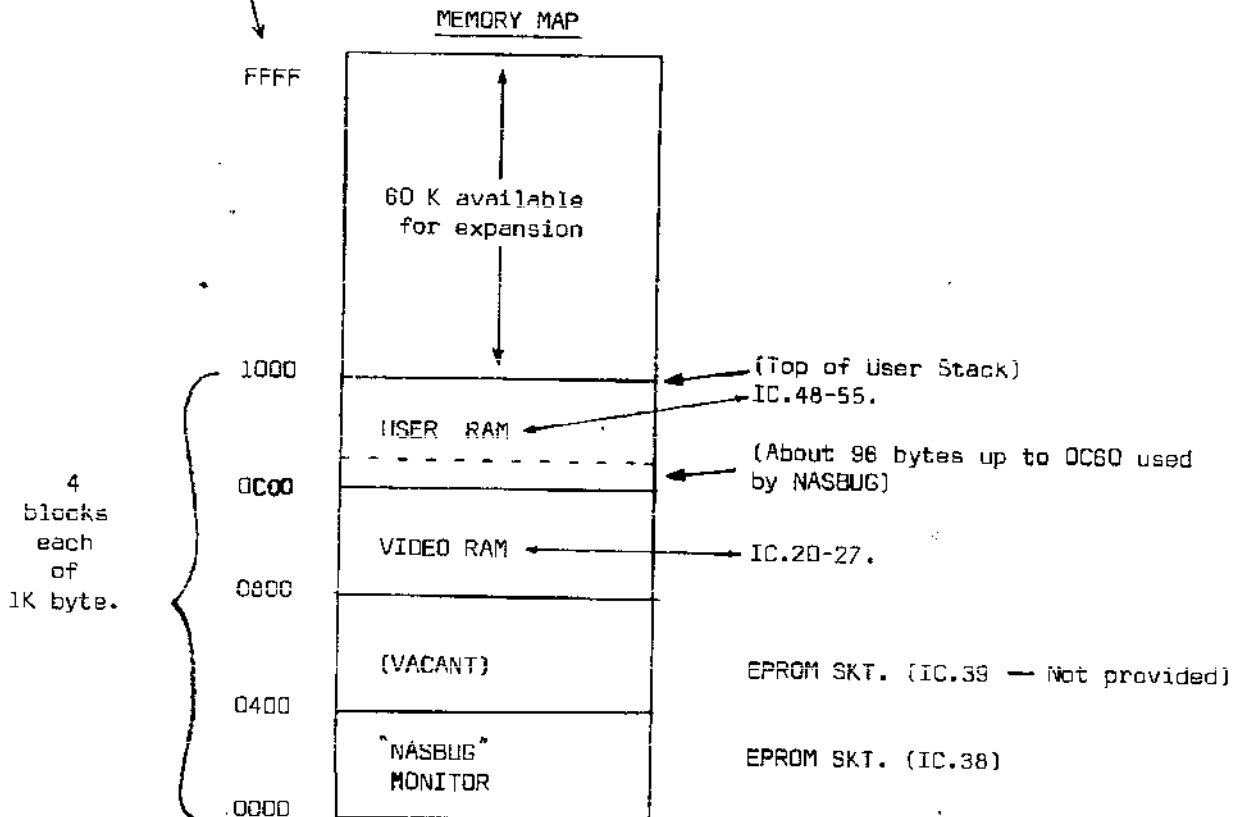 MEMORY MAP
FFFF
60 K available
for expansion
1000
(Top of User Stack)
IC.48-55.
USER RAM
(About 96 bytes up to 0C60 used
by NASBUG)
0C00
4
blocks
each
of
1K byte.
VIDEO RAM
IC.20-27.
0800
(VACANT)
EPROM SKT. (IC.39 — Not provided)
0400
"NASBUG"
MONITOR
EPROM SKT. (IC.38)
0000